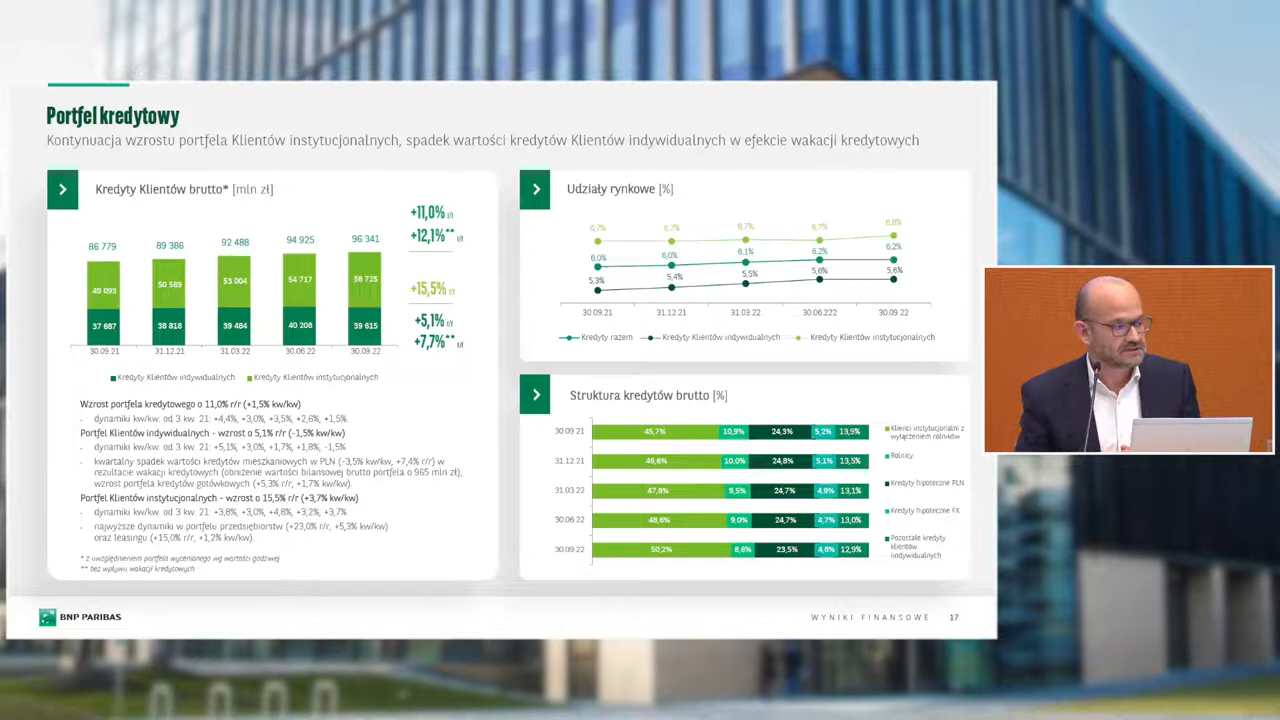 Portfel kredytowy
Kontynuacja wzrostu portfela Klientów instytucjonalnych, spadek wartości kredytów Klientów indywidualnych w efekcie wakacji kredytowych
Kredyty Klientów brutto* [mln zł]
+11,0% r/r
+12,1%** r/r
86 779 89 386 92 488 94 925 96 341
49 093 50 569 53 004 54 717 56 725
+15,5% r/r
37 687 38 818 39 484 40 208 39 615
+5,1% r/r
+7,7%** r/r
30.09.21 31.12.21 31.03.22 30.06.22 30.09.22
Kredyty Klientów indywidualnych Kredyty Klientów instytucjonalnych
Wzrost portfela kredytowego o 11,0% r/r (+1,5% kw/kw)
- dynamiki kw/kw: od 3 kw. 21: +4,4%, +3,0%, +3,5%, +2,6%, +1,5%
Portfel Klientów indywidualnych - wzrost o 5,1% r/r (-1,5% kw/kw)
- dynamiki kw/kw: od 3 kw. 21: +5,1%, +3,0%, +1,7%, +1,8%, -1,5%
- kwartalny spadek wartości kredytów mieszkaniowych w PLN (-3,5% kw/kw, +7,4% r/r) w
rezultacie wakacji kredytowych (obniżenie wartości bilansowej brutto portfela o 965 mln zł),
wzrost portfela kredytów gotówkowych (+5,3% r/r, +1,7% kw/kw)
Portfel Klientów instytucjonalnych - wzrost o 15,5% r/r (+3,7% kw/kw)
- dynamiki kw/kw: od 3 kw. 21: +3,8%, +3,0%, +4,8%, +3,2%, +3,7%
- najwyższe dynamiki w portfelu przedsiębiorstw (+23,0% r/r, +5,3% kw/kw)
oraz leasingu (+15,0% r/r, +1,2% kw/kw)
* z uwzględnieniem portfela wycenianego wg wartości godziwej
** bez wpływu wakacji kredytowych
Udziały rynkowe [%]
6,7% 6,7% 6,7% 6,7% 6,8%
6,0% 6,0% 6,1% 6,2% 6,2%
5,3% 5,4% 5,5% 5,6% 5,6%
30.09.21 31.12.21 31.03.22 30.06.222 30.09.22
Kredyty razem Kredyty Klientów indywidualnych Kredyty Klientów instytucjonalnych
Struktura kredytów brutto [%]
30.09.21 45,7% 10,9% 24,3% 5,2% 13,9%
31.12.21 46,6% 10,0% 24,8% 5,1% 13,5%
31.03.22 47,8% 9,5% 24,7% 4,9% 13,1%
30.06.22 48,6% 9,0% 24,7% 4,7% 13,0%
30.09.22 50,2% 8,6% 23,5% 4,8% 12,9%
Klienci instytucjonalni z
wyłączeniem rolników
Rolnicy
Kredyty hipoteczne PLN
Kredyty hipoteczne FX
Pozostałe kredyty
klientów
indywidualnych
BNP PARIBAS
WYNIKI FINANSOWE 17